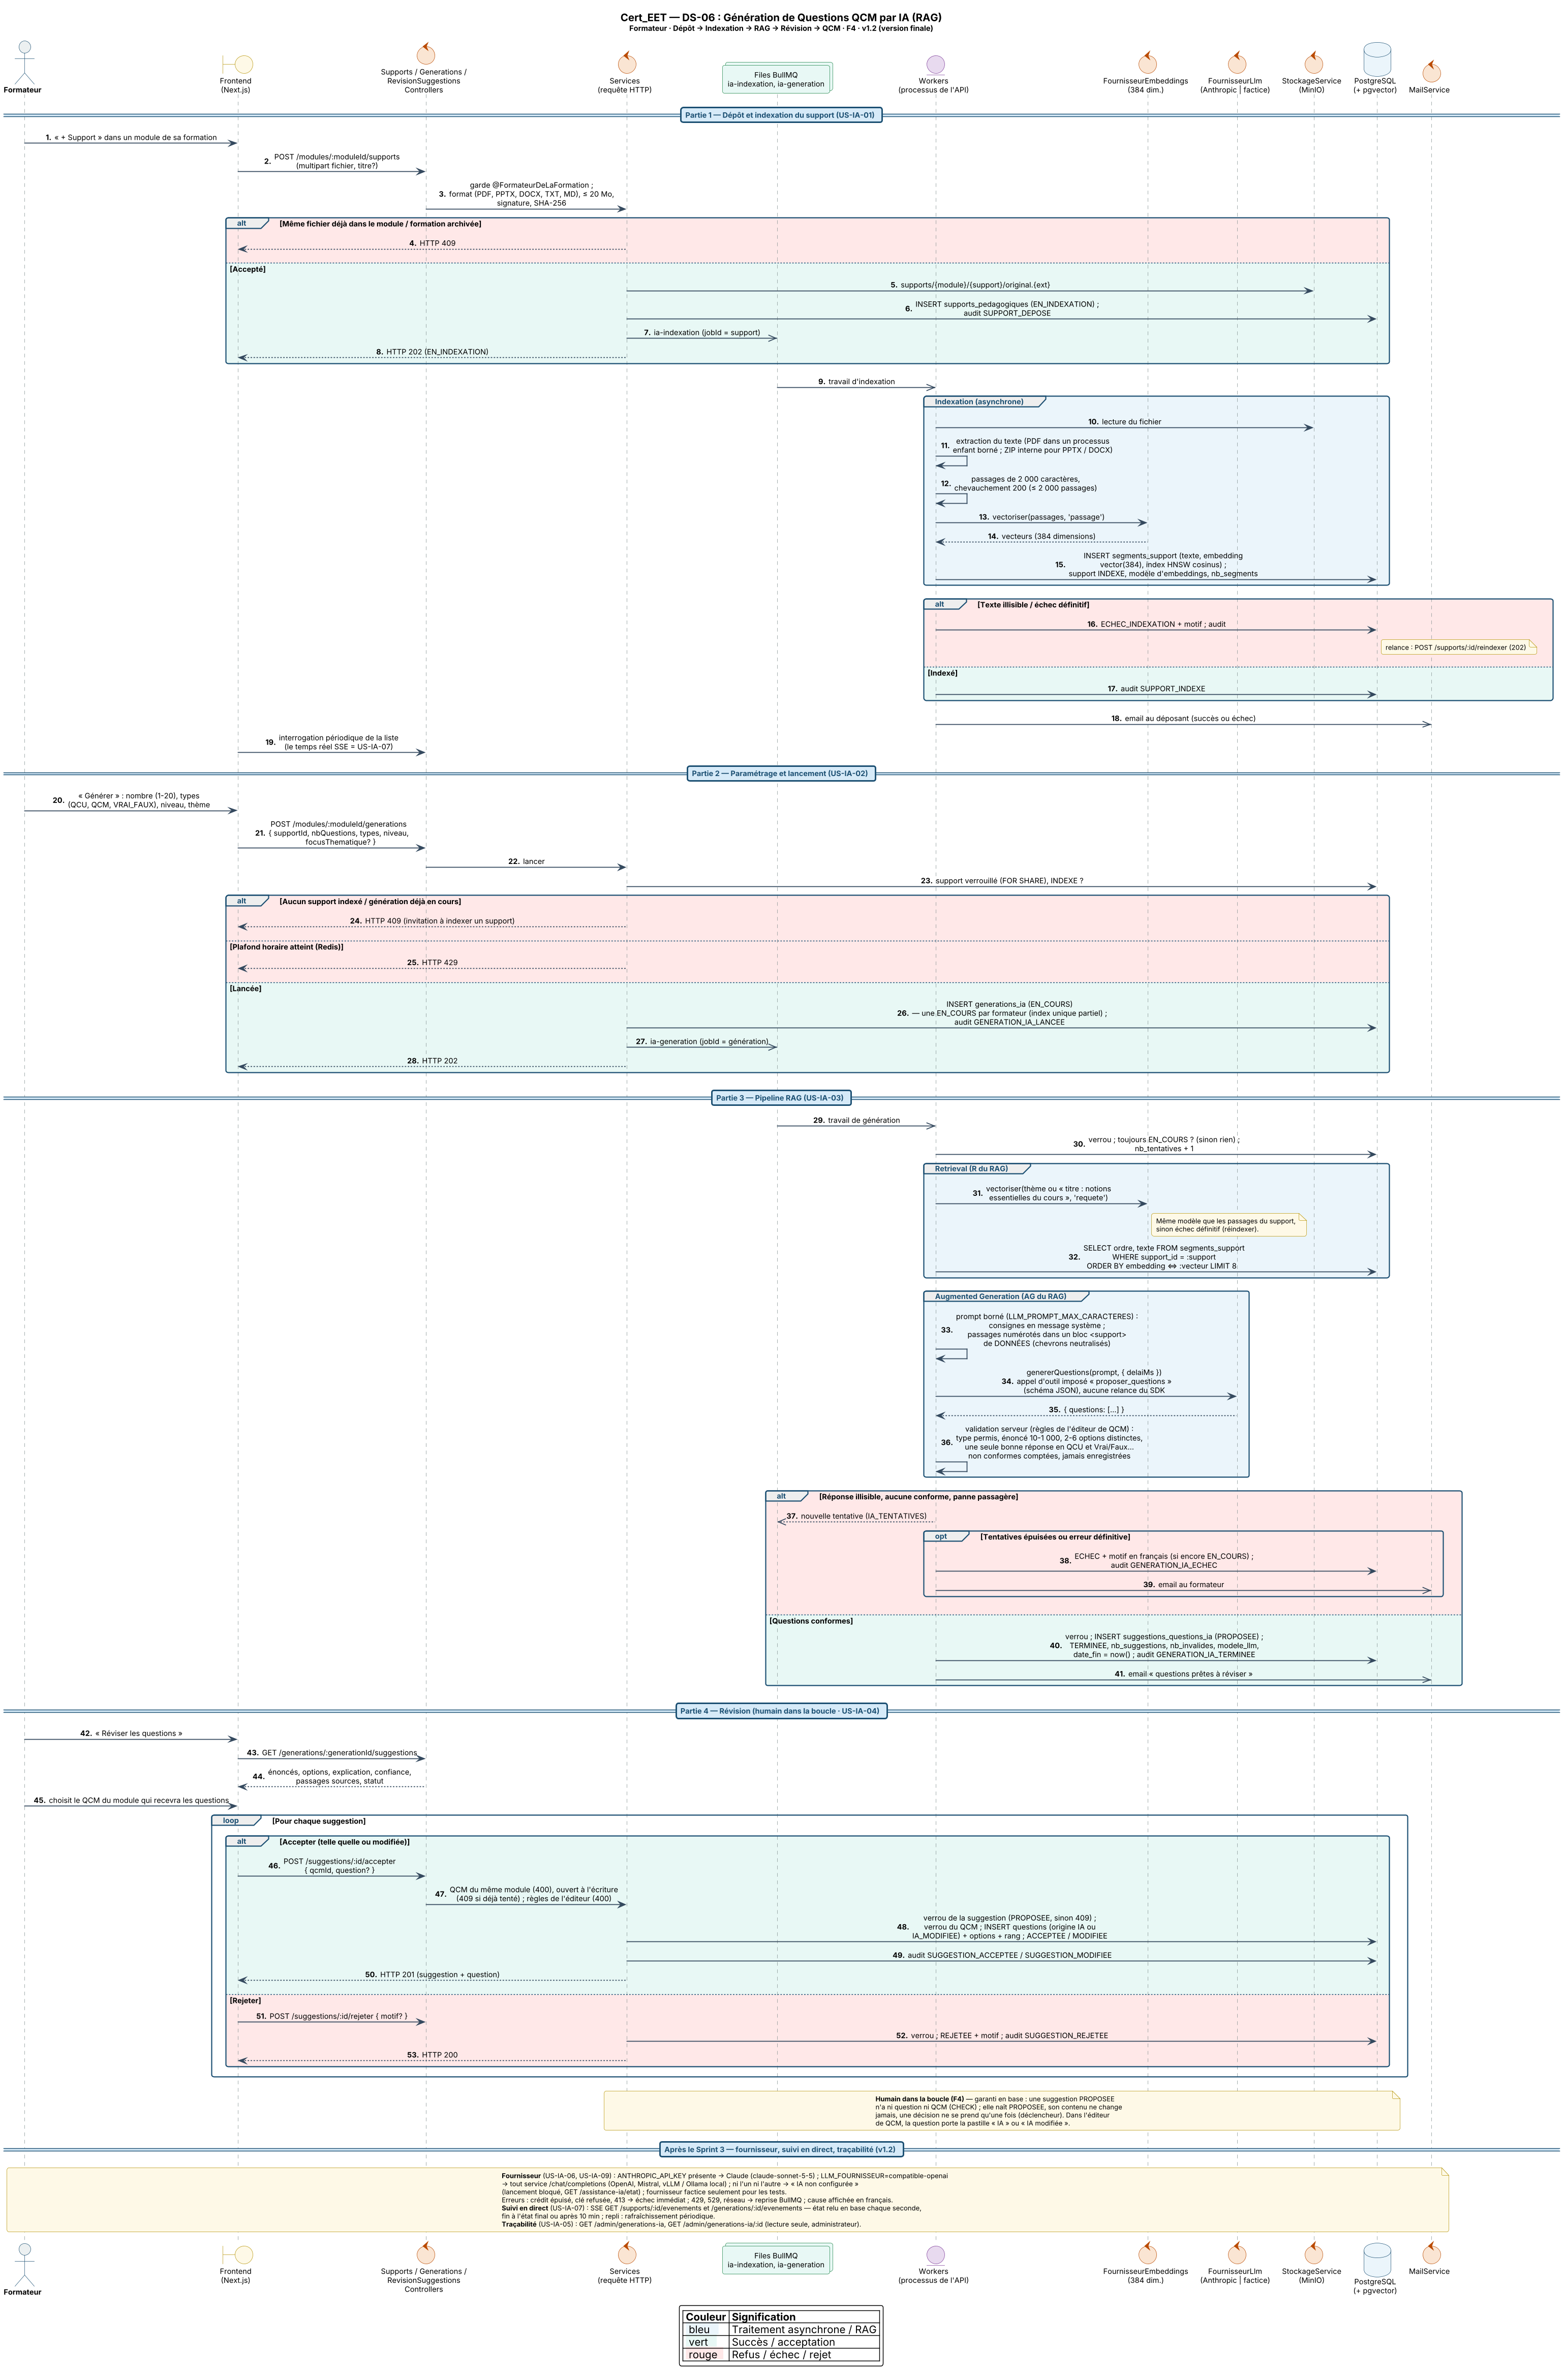 Cert_EET — DS-06 : Génération de Questions QCM par IA (RAG)
Formateur · Dépôt → Indexation → RAG → Révision → QCM · F4 · v1.2 (version finale)
Formateur
Frontend
(Next.js)
Supports / Generations /
RevisionSuggestions
Controllers
Services
(requête HTTP)
Files BullMQ
ia-indexation, ia-generation
Workers
(processus de l'API)
FournisseurEmbeddings
(384 dim.)
FournisseurLlm
(Anthropic | factice)
StockageService
(MinIO)
PostgreSQL
(+ pgvector)
MailService
Partie 1 — Dépôt et indexation du support (US-IA-01)
1. « + Support » dans un module de sa formation
2. POST /modules/:moduleId/supports
(multipart fichier, titre?)
garde @FormateurDeLaFormation ;
3. format (PDF, PPTX, DOCX, TXT, MD), ≤ 20 Mo,
signature, SHA-256
alt [Même fichier déjà dans le module / formation archivée]
4. HTTP 409
[Accepté]
5. supports/{module}/{support}/original.{ext}
6. INSERT supports_pedagogiques (EN_INDEXATION) ;
audit SUPPORT_DEPOSE
7. ia-indexation (jobId = support)
8. HTTP 202 (EN_INDEXATION)
9. travail d'indexation
Indexation (asynchrone)
10. lecture du fichier
11. extraction du texte (PDF dans un processus
enfant borné ; ZIP interne pour PPTX / DOCX)
12. passages de 2 000 caractères,
chevauchement 200 (≤ 2 000 passages)
13. vectoriser(passages, 'passage')
14. vecteurs (384 dimensions)
INSERT segments_support (texte, embedding
15. vector(384), index HNSW cosinus) ;
support INDEXE, modèle d'embeddings, nb_segments
alt [Texte illisible / échec définitif]
16. ECHEC_INDEXATION + motif ; audit
relance : POST /supports/:id/reindexer (202)
[Indexé]
17. audit SUPPORT_INDEXE
18. email au déposant (succès ou échec)
19. interrogation périodique de la liste
(le temps réel SSE = US-IA-07)
Partie 2 — Paramétrage et lancement (US-IA-02)
20. « Générer » : nombre (1-20), types
(QCU, QCM, VRAI_FAUX), niveau, thème
POST /modules/:moduleId/generations
21. { supportId, nbQuestions, types, niveau,
focusThematique? }
22. lancer
23. support verrouillé (FOR SHARE), INDEXE ?
alt [Aucun support indexé / génération déjà en cours]
24. HTTP 409 (invitation à indexer un support)
[Plafond horaire atteint (Redis)]
25. HTTP 429
[Lancée]
INSERT generations_ia (EN_COURS)
26. — une EN_COURS par formateur (index unique partiel) ;
audit GENERATION_IA_LANCEE
27. ia-generation (jobId = génération)
28. HTTP 202
Partie 3 — Pipeline RAG (US-IA-03)
29. travail de génération
30. verrou ; toujours EN_COURS ? (sinon rien) ;
nb_tentatives + 1
Retrieval (R du RAG)
31. vectoriser(thème ou « titre : notions
essentielles du cours », 'requete')
Même modèle que les passages du support,
sinon échec définitif (réindexer).
SELECT ordre, texte FROM segments_support
32. WHERE support_id = :support
ORDER BY embedding <=> :vecteur LIMIT 8
Augmented Generation (AG du RAG)
prompt borné (LLM_PROMPT_MAX_CARACTERES) :
33. consignes en message système ;
passages numérotés dans un bloc <support>
de DONNÉES (chevrons neutralisés)
genererQuestions(prompt, { delaiMs })
34. appel d'outil imposé « proposer_questions »
(schéma JSON), aucune relance du SDK
35. { questions: [...] }
validation serveur (règles de l'éditeur de QCM) :
36. type permis, énoncé 10-1 000, 2-6 options distinctes,
une seule bonne réponse en QCU et Vrai/Faux...
non conformes comptées, jamais enregistrées
alt [Réponse illisible, aucune conforme, panne passagère]
37. nouvelle tentative (IA_TENTATIVES)
opt [Tentatives épuisées ou erreur définitive]
38. ECHEC + motif en français (si encore EN_COURS) ;
audit GENERATION_IA_ECHEC
39. email au formateur
[Questions conformes]
verrou ; INSERT suggestions_questions_ia (PROPOSEE) ;
40. TERMINEE, nb_suggestions, nb_invalides, modele_llm,
date_fin = now() ; audit GENERATION_IA_TERMINEE
41. email « questions prêtes à réviser »
Partie 4 — Révision (humain dans la boucle · US-IA-04)
42. « Réviser les questions »
43. GET /generations/:generationId/suggestions
44. énoncés, options, explication, confiance,
passages sources, statut
45. choisit le QCM du module qui recevra les questions
loop [Pour chaque suggestion]
alt [Accepter (telle quelle ou modifiée)]
46. POST /suggestions/:id/accepter
{ qcmId, question? }
47. QCM du même module (400), ouvert à l'écriture
(409 si déjà tenté) ; règles de l'éditeur (400)
verrou de la suggestion (PROPOSEE, sinon 409) ;
48. verrou du QCM ; INSERT questions (origine IA ou
IA_MODIFIEE) + options + rang ; ACCEPTEE / MODIFIEE
49. audit SUGGESTION_ACCEPTEE / SUGGESTION_MODIFIEE
50. HTTP 201 (suggestion + question)
[Rejeter]
51. POST /suggestions/:id/rejeter { motif? }
52. verrou ; REJETEE + motif ; audit SUGGESTION_REJETEE
53. HTTP 200
Humain dans la boucle (F4) — garanti en base : une suggestion PROPOSEE
n'a ni question ni QCM (CHECK) ; elle naît PROPOSEE, son contenu ne change
jamais, une décision ne se prend qu'une fois (déclencheur). Dans l'éditeur
de QCM, la question porte la pastille « IA » ou « IA modifiée ».
Après le Sprint 3 — fournisseur, suivi en direct, traçabilité (v1.2)
Fournisseur (US-IA-06, US-IA-09) : ANTHROPIC_API_KEY présente → Claude (claude-sonnet-5-5) ; LLM_FOURNISSEUR=compatible-openai
→ tout service /chat/completions (OpenAI, Mistral, vLLM / Ollama local) ; ni l'un ni l'autre → « IA non configurée »
(lancement bloqué, GET /assistance-ia/etat) ; fournisseur factice seulement pour les tests.
Erreurs : crédit épuisé, clé refusée, 413 → échec immédiat ; 429, 529, réseau → reprise BullMQ ; cause affichée en français.
Suivi en direct (US-IA-07) : SSE GET /supports/:id/evenements et /generations/:id/evenements — état relu en base chaque seconde,
fin à l'état final ou après 10 min ; repli : rafraîchissement périodique.
Traçabilité (US-IA-05) : GET /admin/generations-ia, GET /admin/generations-ia/:id (lecture seule, administrateur).
Formateur
Frontend
(Next.js)
Supports / Generations /
RevisionSuggestions
Controllers
Services
(requête HTTP)
Files BullMQ
ia-indexation, ia-generation
Workers
(processus de l'API)
FournisseurEmbeddings
(384 dim.)
FournisseurLlm
(Anthropic | factice)
StockageService
(MinIO)
PostgreSQL
(+ pgvector)
MailService
Couleur Signification
bleu Traitement asynchrone / RAG
vert Succès / acceptation
rouge Refus / échec / rejet